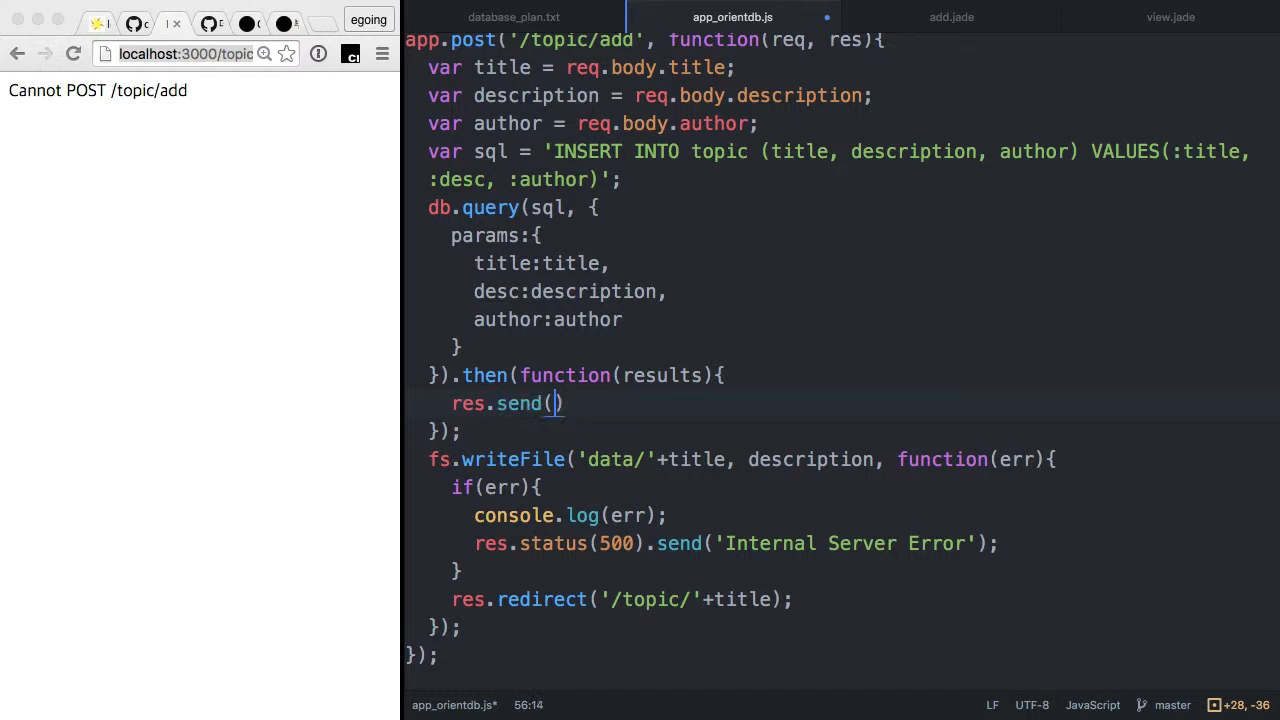 egoing
localhost:3000/topic
Cannot POST /topic/add
database_plan.txt
app_orientdb.js
add.jade
view.jade
app.post('/topic/add', function(req, res){
var title = req.body.title;
var description = req.body.description;
var author = req.body.author;
var sql = 'INSERT INTO topic (title, description, author) VALUES(:title,
:desc, :author)';
db.query(sql, {
params:{
title:title,
desc:description,
author:author
}
}).then(function(results){
res.send()
});
fs.writeFile('data/'+title, description, function(err){
if(err){
console.log(err);
res.status(500).send('Internal Server Error');
}
res.redirect('/topic/'+title);
});
});
app_orientdb.js* 56:14
LF UTF-8 JavaScript master +28, -36